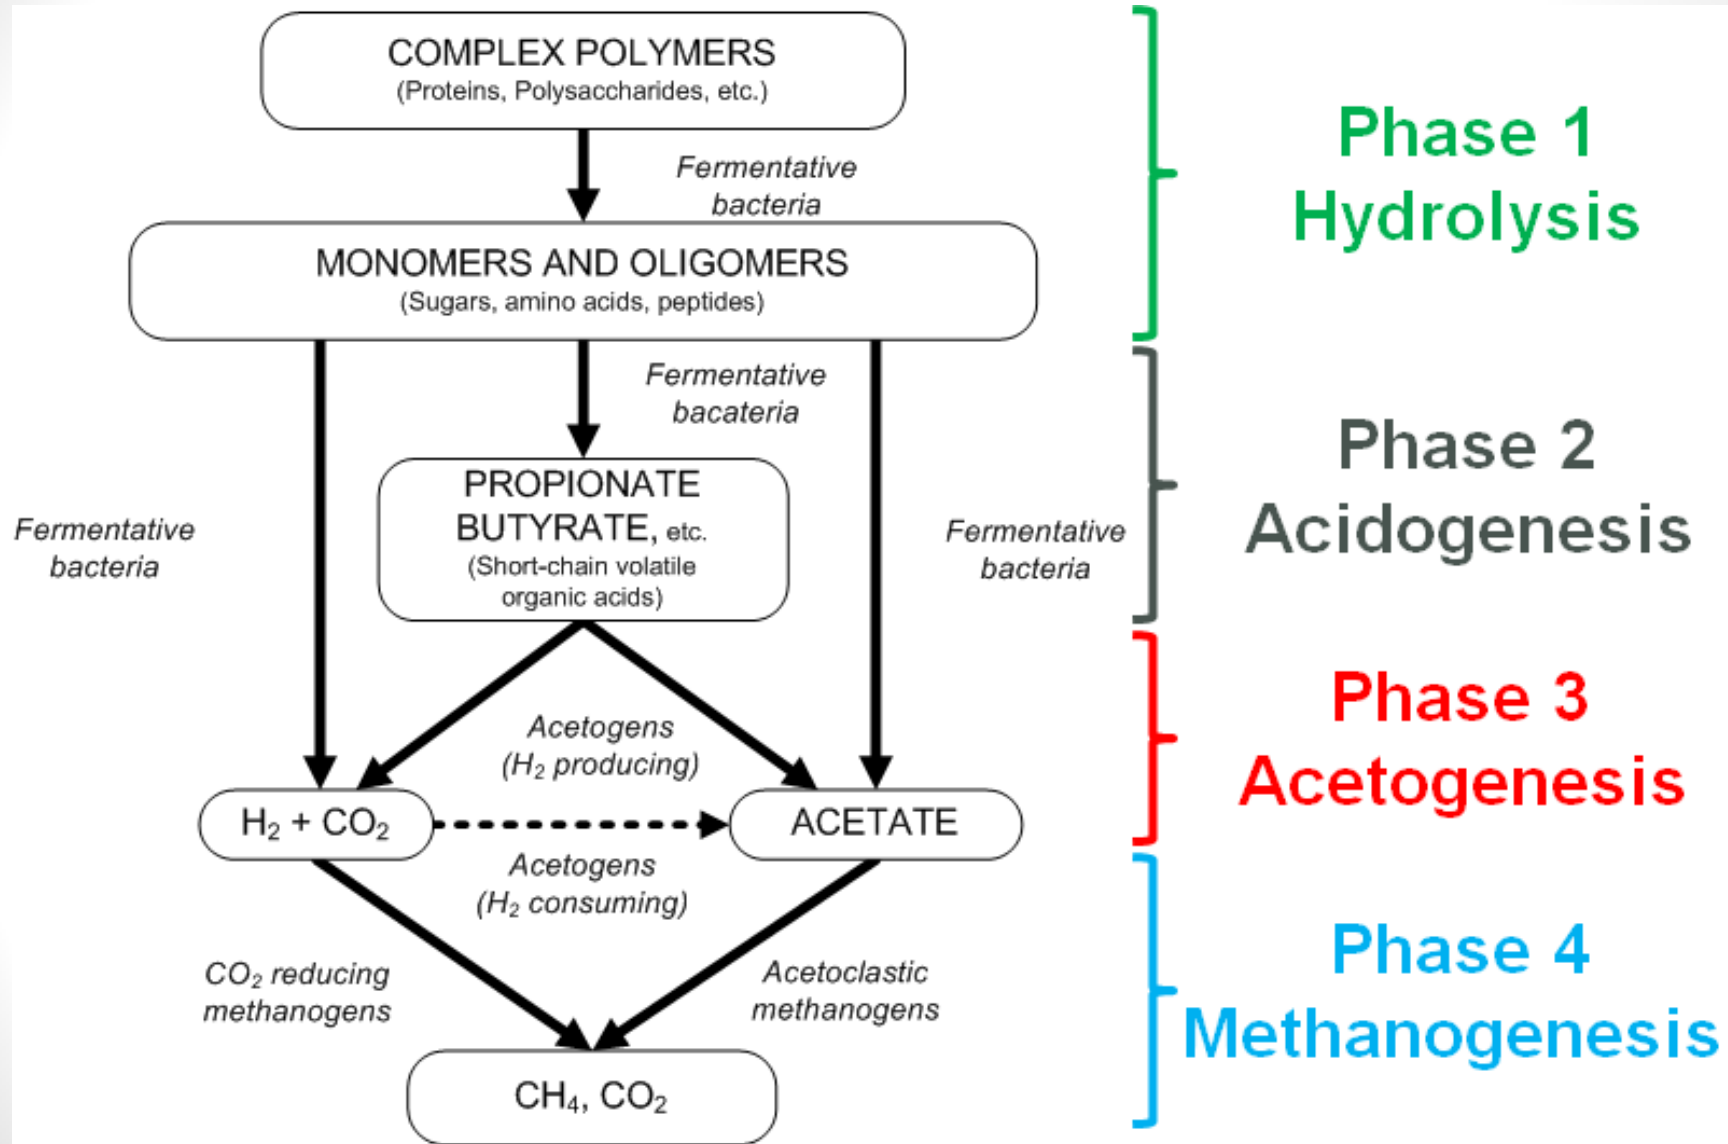 COMPLEX POLYMERS
(Proteins, Polysaccharides, etc.)
Fermentative
bacteria
MONOMERS AND OLIGOMERS
(Sugars, amino acids, peptides)
Phase 1
Hydrolysis
Fermentative
bacateria
PROPIONATE
BUTYRATE, etc.
(Short-chain volatile
organic acids)
Fermentative
bacteria
Fermentative
bacteria
Phase 2
Acidogenesis
Acetogens
(H₂ producing)
H₂ + CO₂
ACETATE
Acetogens
(H₂ consuming)
Phase 3
Acetogenesis
CO₂ reducing
methanogens
Acetoclastic
methanogens
CH₄, CO₂
Phase 4
Methanogenesis